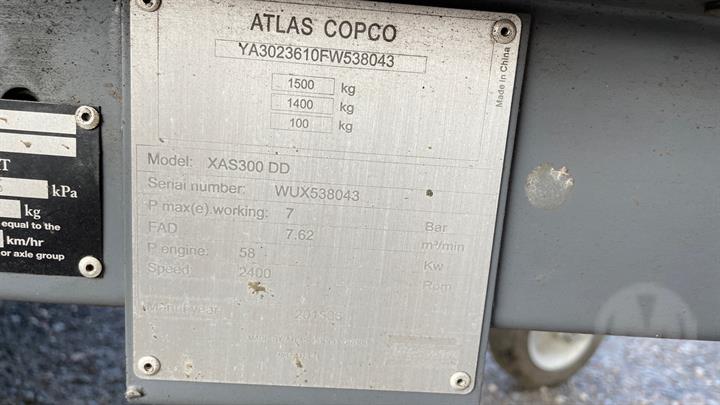 ATLAS COPCO
YA3023610FW538043
1500 kg
1400 kg
100 kg
Made in China
Model: XAS300 DD
Serial number: WUX538043
P max(e).working: 7 Bar
FAD 7.62 m³/min
P engine: 58 Kw
Speed: 2400 Rpm
Manu.year:
T
kPa
kg
equal to the
km/hr
or axle group